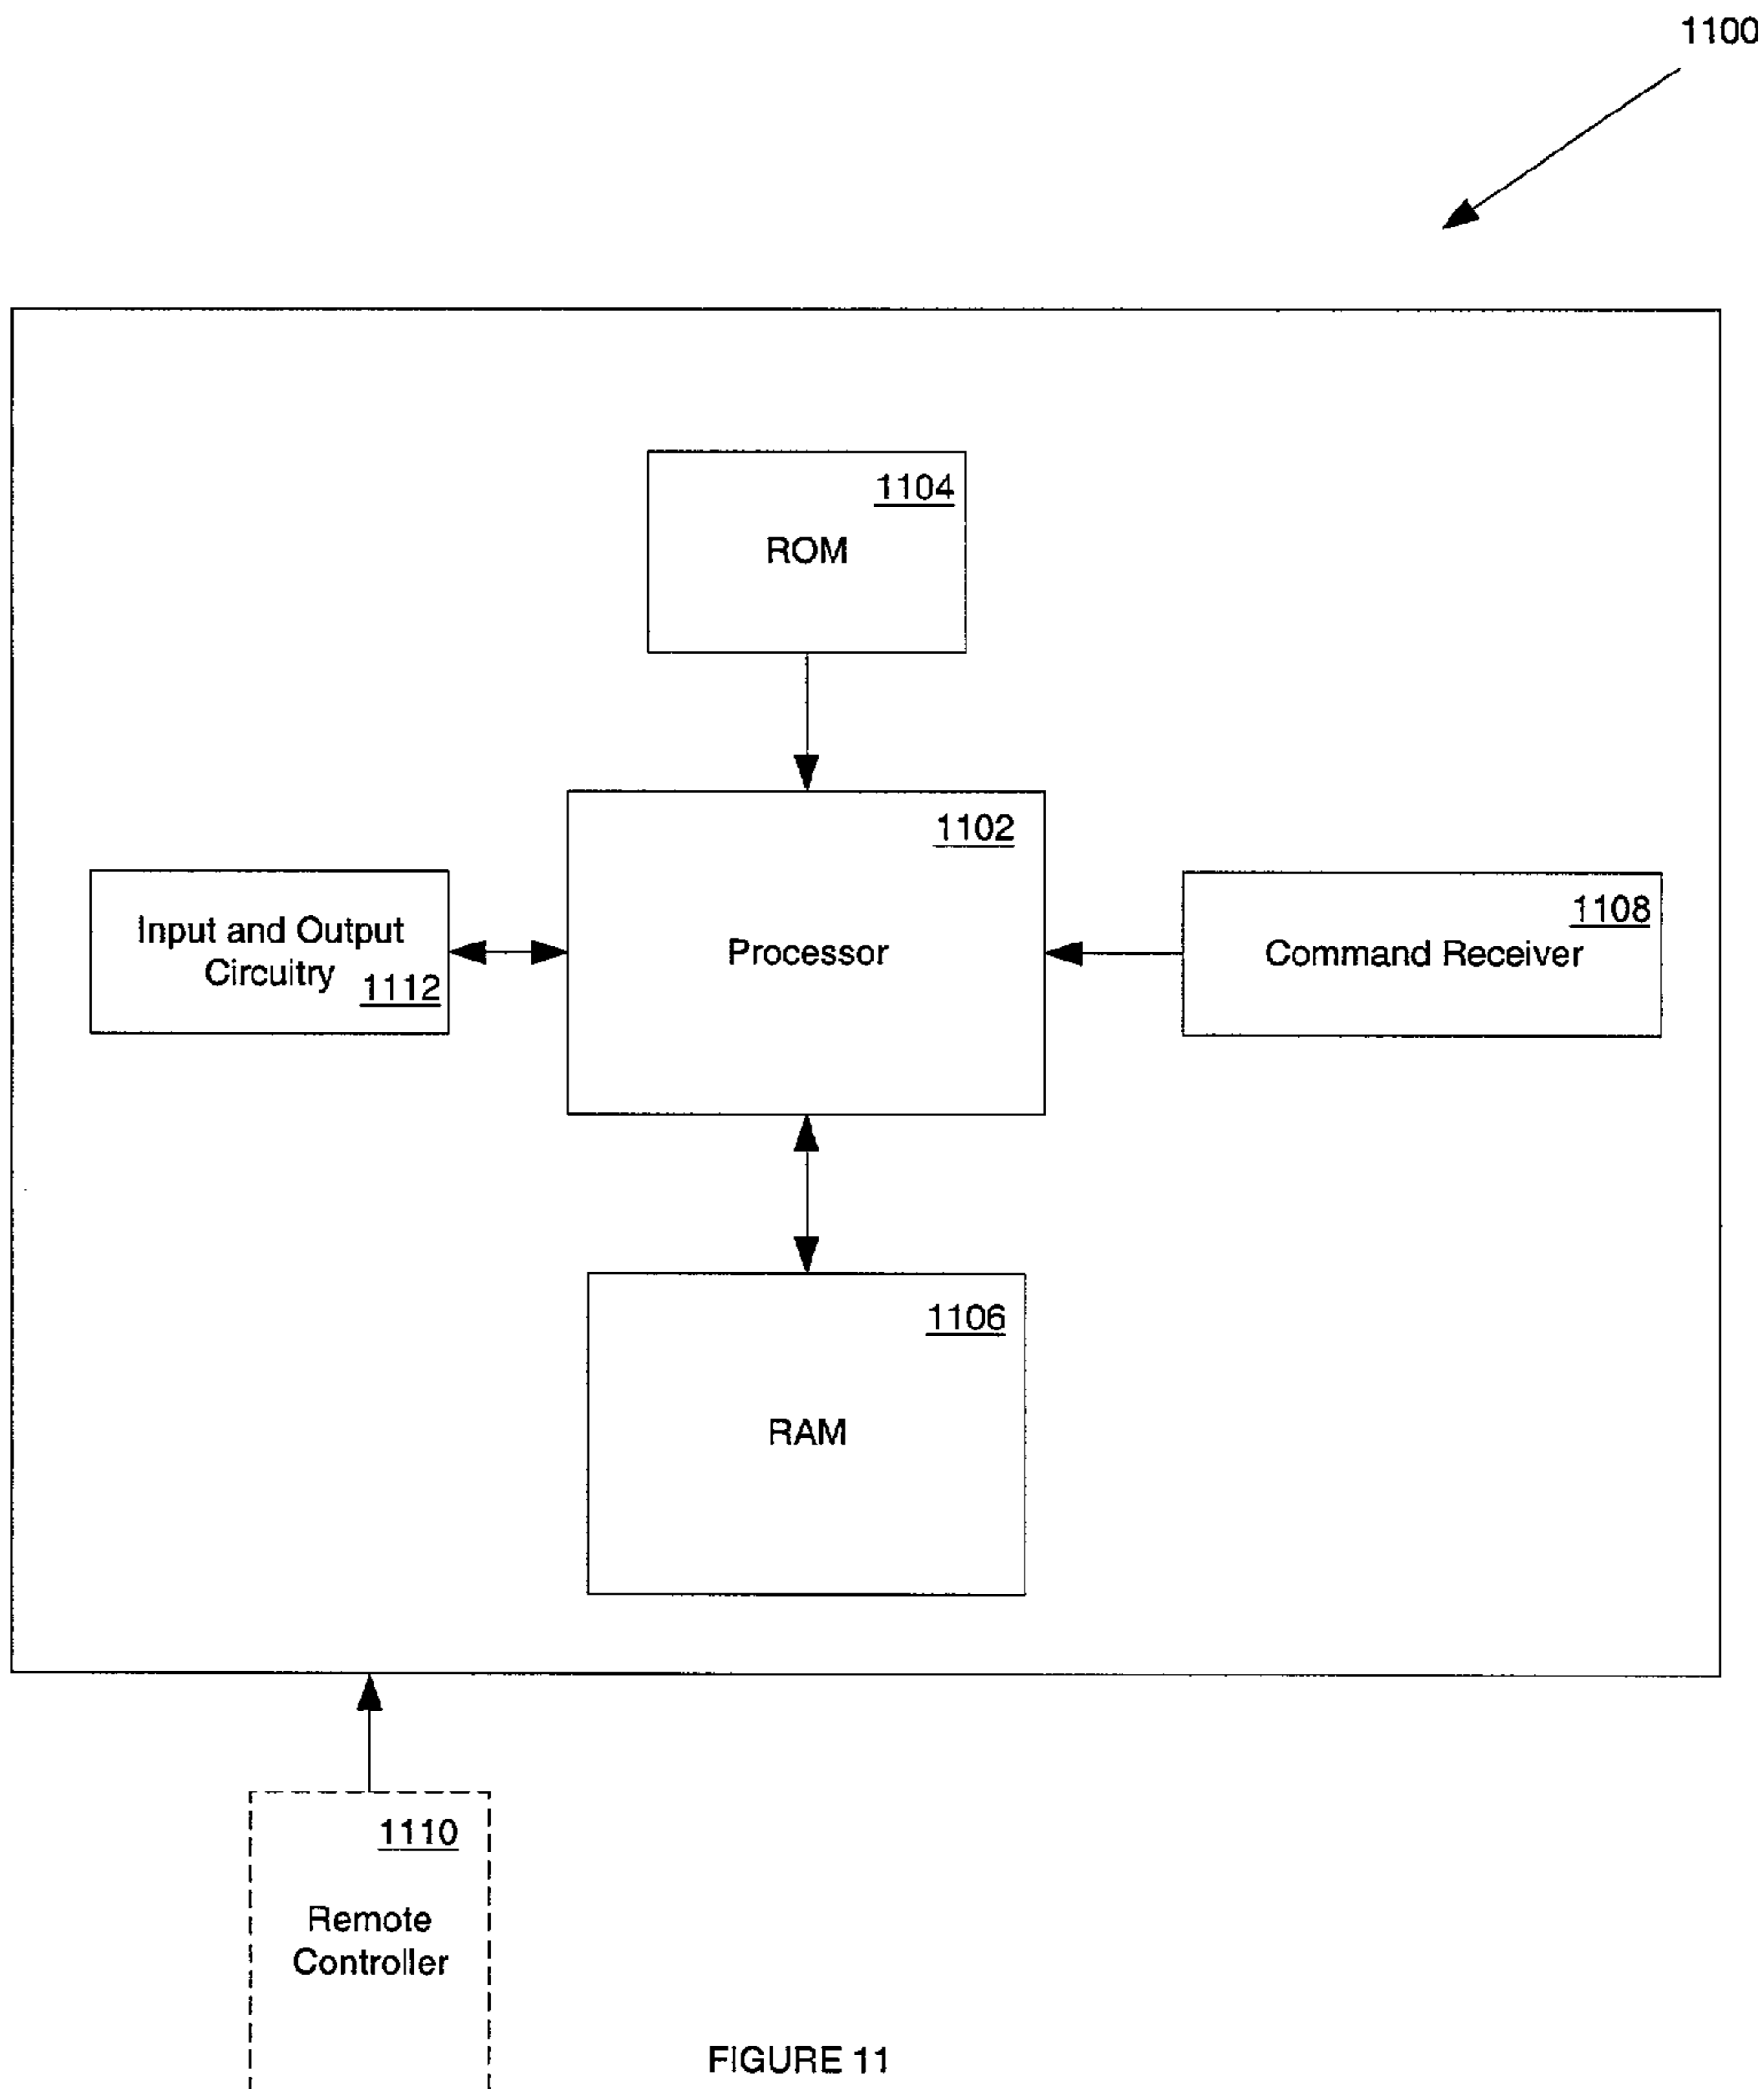 1100
1104
ROM
1102
Processor
Input and Output
Circuitry
1112
1108
Command Receiver
1106
RAM
1110
Remote
Controller
FIGURE 11